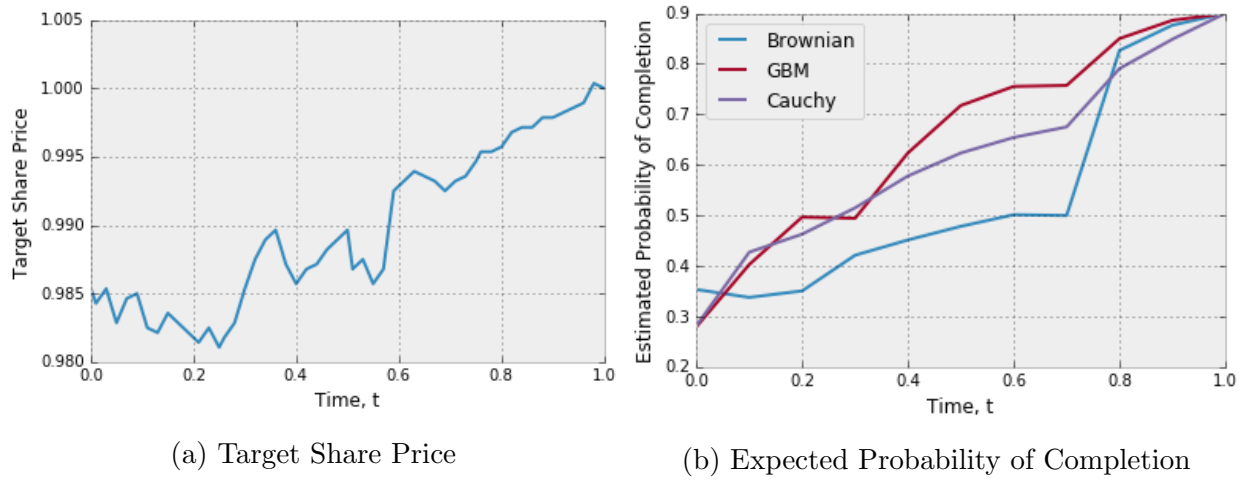 1.005
1.000
0.995
0.990
0.985
0.980
Target Share Price
0.0 0.2 0.4 0.6 0.8 1.0
Time, t
(a) Target Share Price
0.9
0.8
0.7
0.6
0.5
0.4
0.3
0.2
Estimated Probability of Completion
Brownian
GBM
Cauchy
0.0 0.2 0.4 0.6 0.8 1.0
Time, t
(b) Expected Probability of Completion